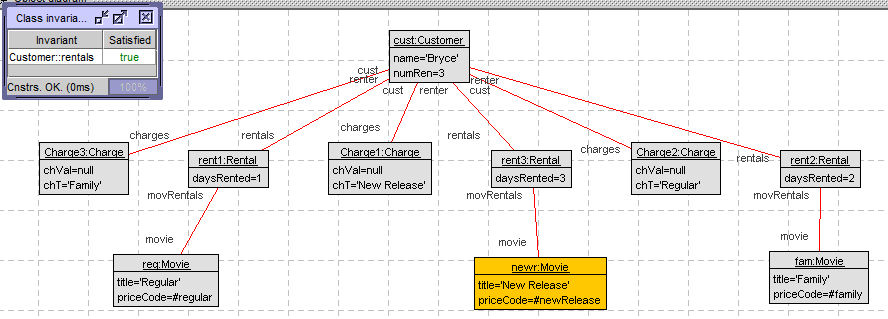 Object diagram
Class invaria...
Invariant Satisfied
Customer::rentals true
Cnstrs. OK. (0ms) 100%
cust:Customer
name='Bryce'
numRen=3
cust
renter
cust
renter
cust
renter
charges
rentals
charges
rentals
charges
rentals
Charge3:Charge
chVal=null
chT='Family'
rent1:Rental
daysRented=1
Charge1:Charge
chVal=null
chT='New Release'
rent3:Rental
daysRented=3
Charge2:Charge
chVal=null
chT='Regular'
rent2:Rental
daysRented=2
movRentals
movRentals
movRentals
movie
movie
movie
reg:Movie
title='Regular'
priceCode=#regular
newr:Movie
title='New Release'
priceCode=#newRelease
fam:Movie
title='Family'
priceCode=#family